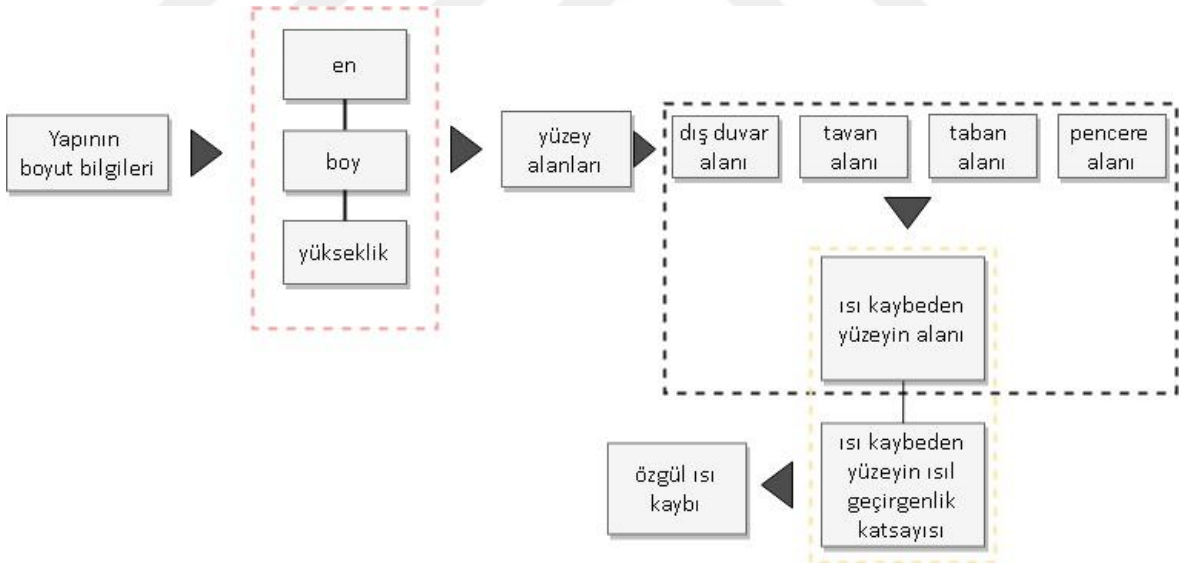 Yapının
boyut bilgileri
en
boy
yükseklik
yüzey
alanları
dış duvar
alanı
tavan
alanı
taban
alanı
pencere
alanı
ısı kaybeden
yüzeyin alanı
ısı kaybeden
yüzeyin ısıl
geçirgenlik
katsayısı
özgül ısı
kaybı